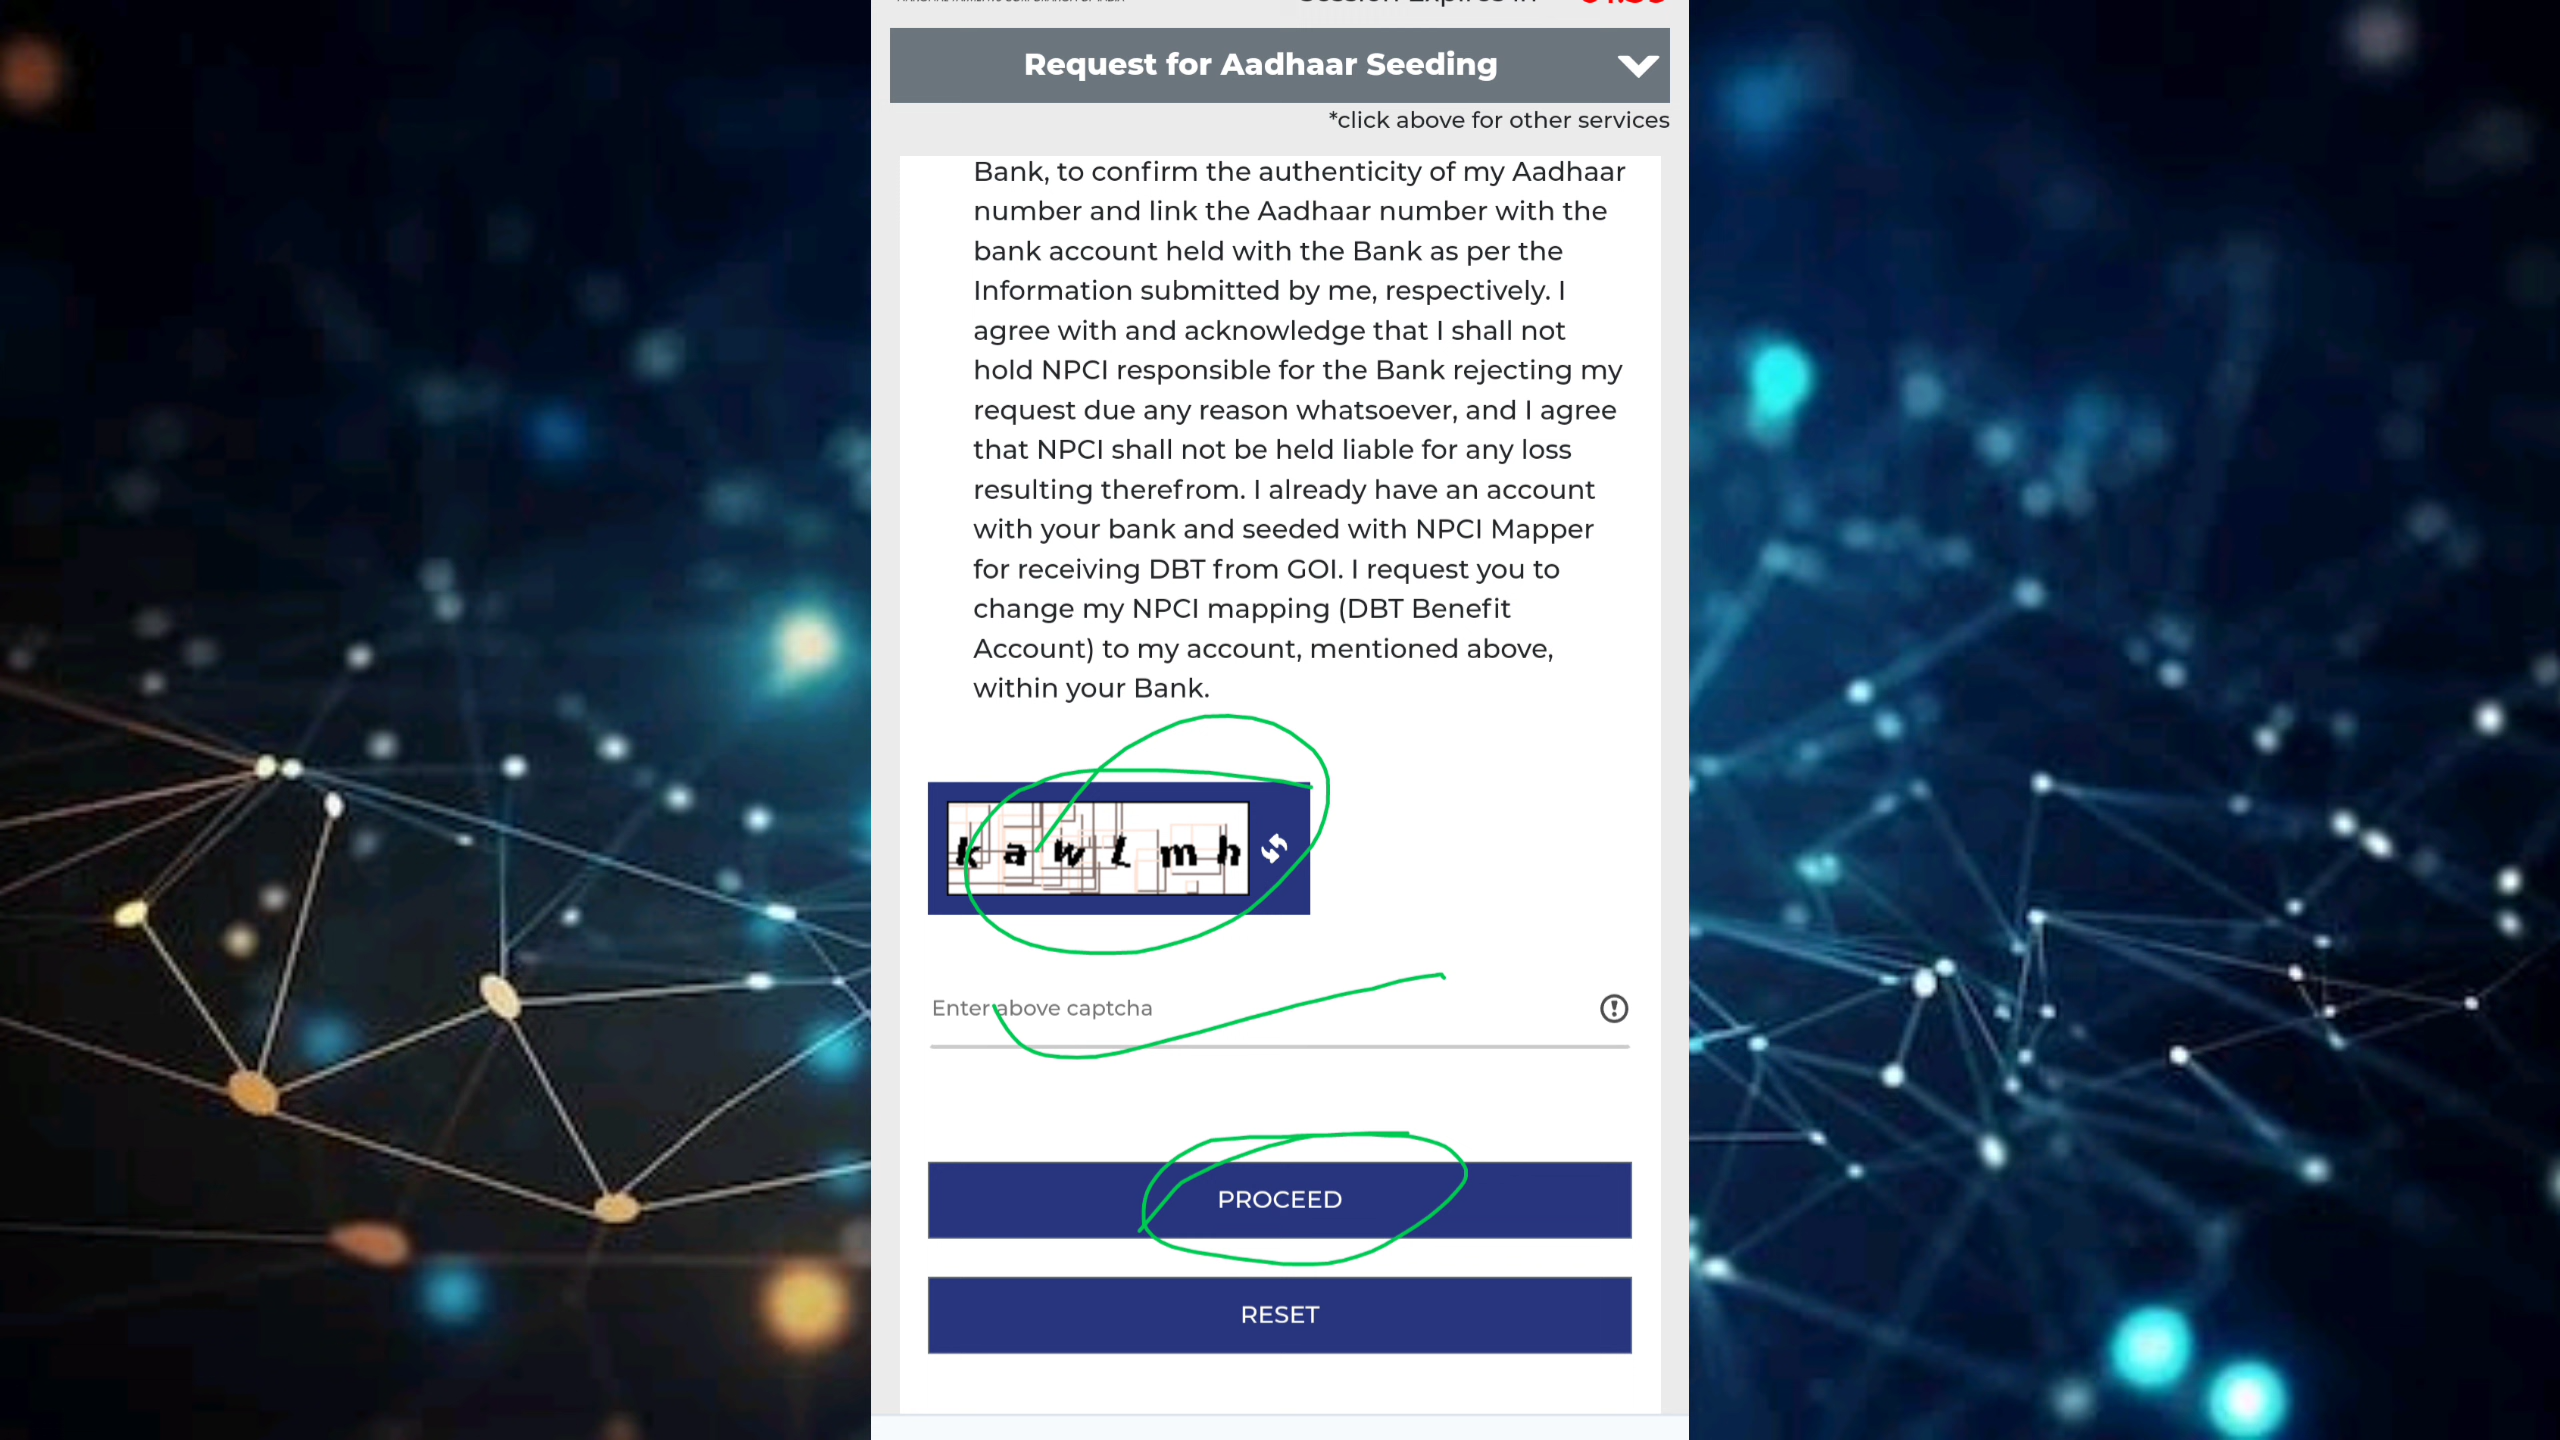 Session Expires In
Request for Aadhaar Seeding
*click above for other services
Bank, to confirm the authenticity of my Aadhaar
number and link the Aadhaar number with the
bank account held with the Bank as per the
Information submitted by me, respectively. I
agree with and acknowledge that I shall not
hold NPCI responsible for the Bank rejecting my
request due any reason whatsoever, and I agree
that NPCI shall not be held liable for any loss
resulting therefrom. I already have an account
with your bank and seeded with NPCI Mapper
for receiving DBT from GOI. I request you to
change my NPCI mapping (DBT Benefit
Account) to my account, mentioned above,
within your Bank.
k a w l m h
Enter above captcha
PROCEED
RESET